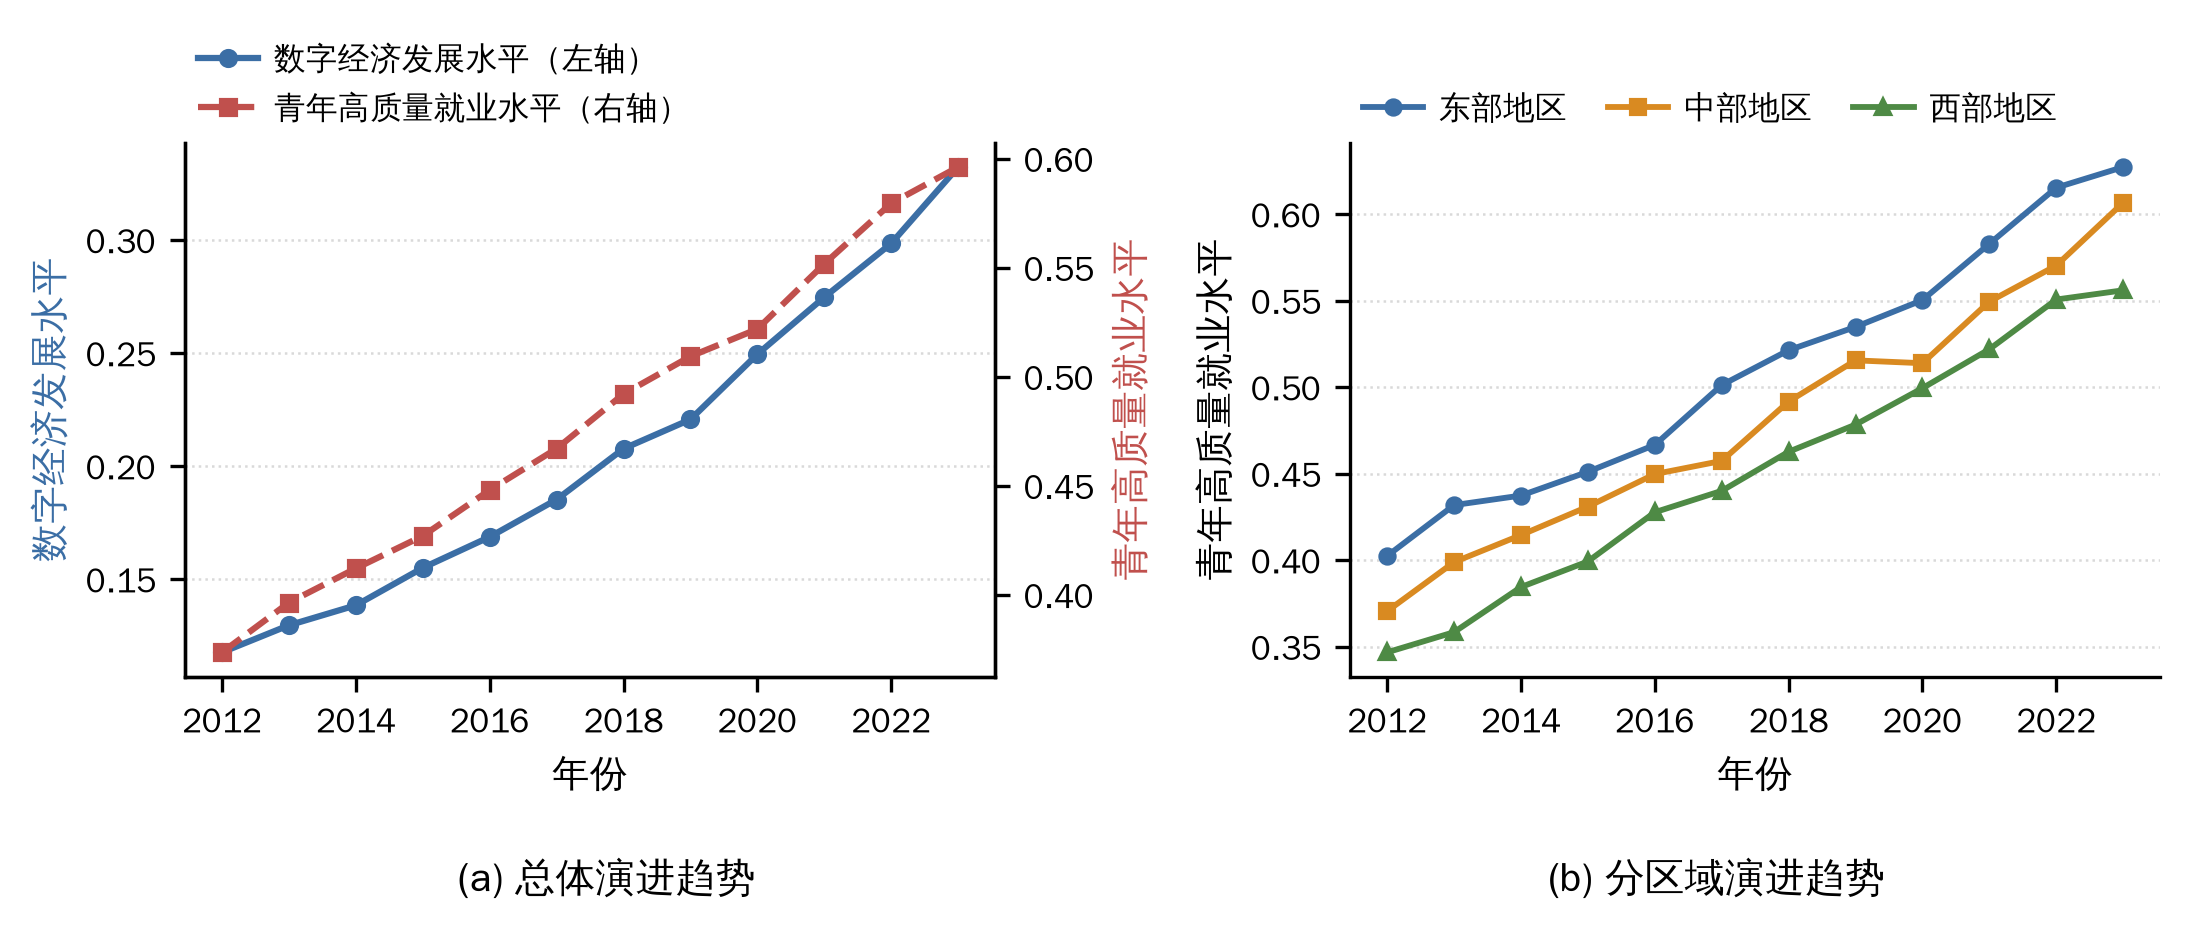 数字经济发展水平（左轴）
青年高质量就业水平（右轴）
数字经济发展水平
0.30
0.25
0.20
0.15
0.60
0.55
0.50
0.45
0.40
青年高质量就业水平
2012 2014 2016 2018 2020 2022
年份
(a) 总体演进趋势
东部地区 中部地区 西部地区
青年高质量就业水平
0.60
0.55
0.50
0.45
0.40
0.35
2012 2014 2016 2018 2020 2022
年份
(b) 分区域演进趋势